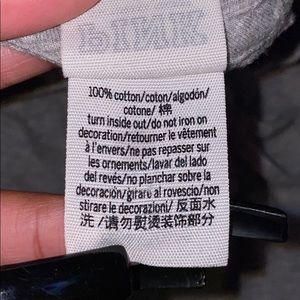 PINK
100% cotton/coton/algodón/
cotone/ 棉
turn inside out/do not iron on
decoration/retourner le vêtement
à l'envers/ne pas repasser sur
les ornements/lavar del lado
del revés/no planchar sobre la
decoración/girare al rovescio/non
stirare le decorazioni/ 反面水
洗 /请勿熨烫装饰部分